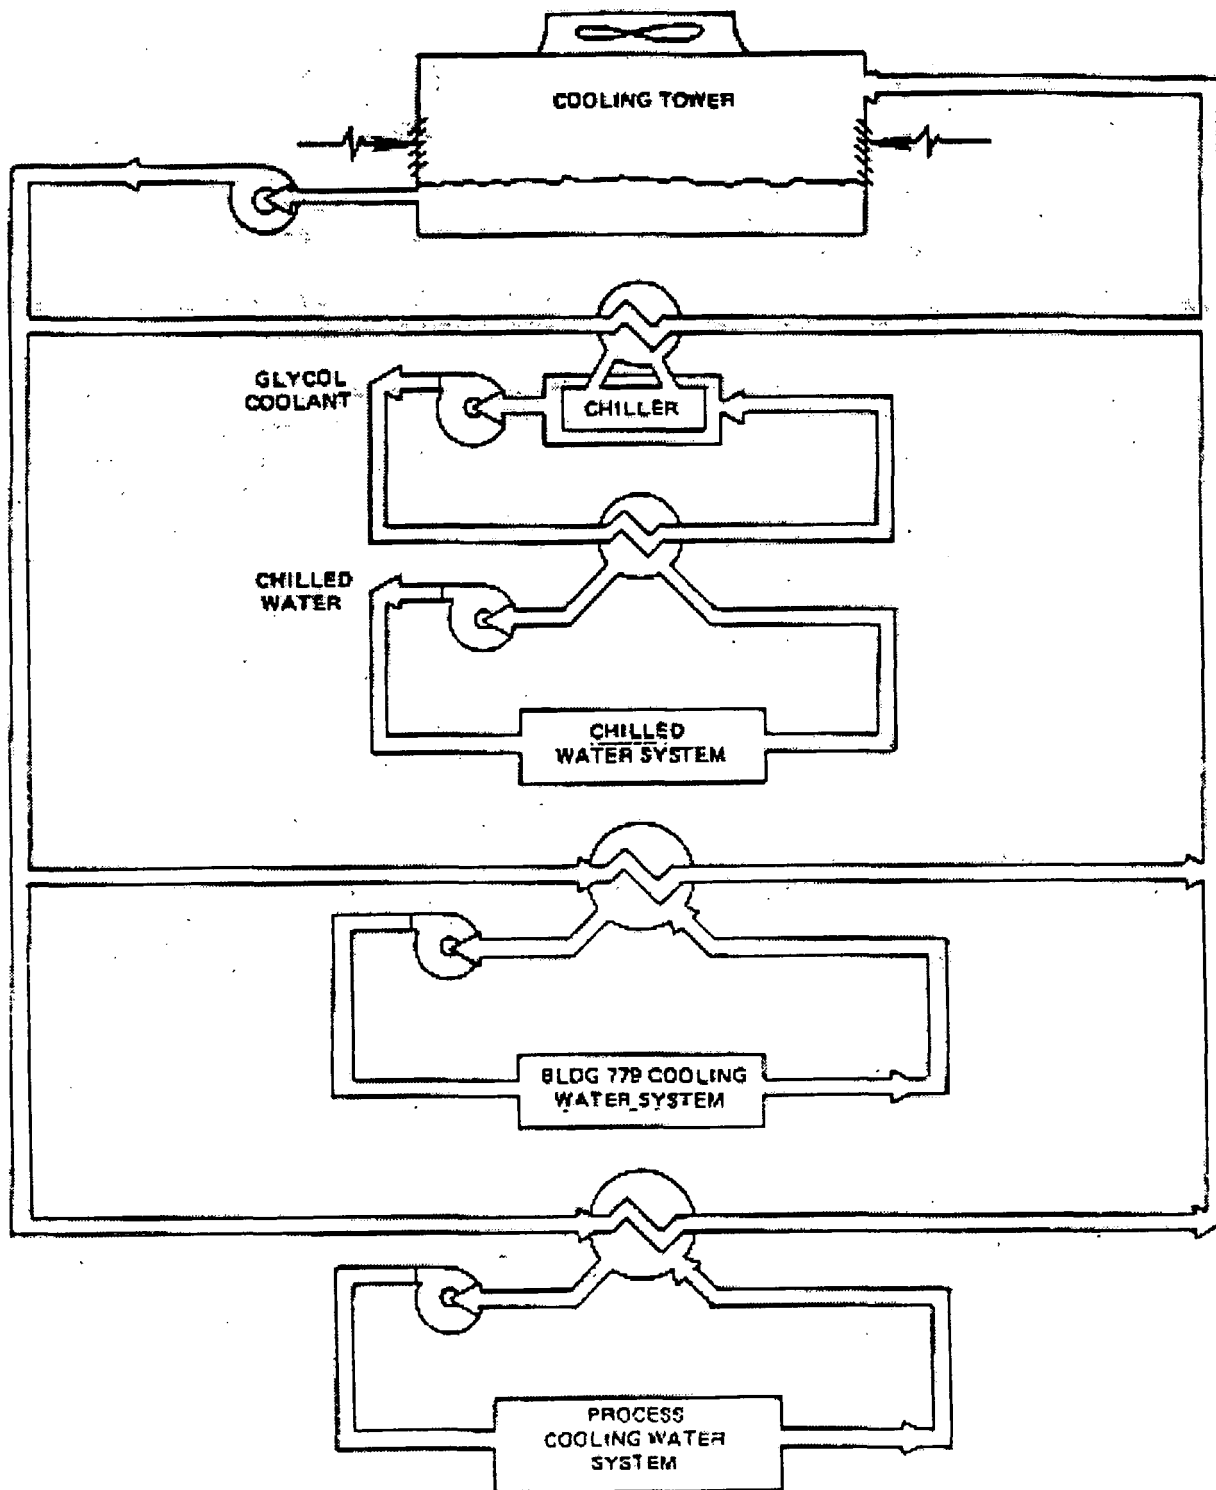 COOLING TOWER
GLYCOL
COOLANT
CHILLER
CHILLED
WATER
CHILLED
WATER SYSTEM
BLDG 779 COOLING
WATER SYSTEM
PROCESS
COOLING WATER
SYSTEM